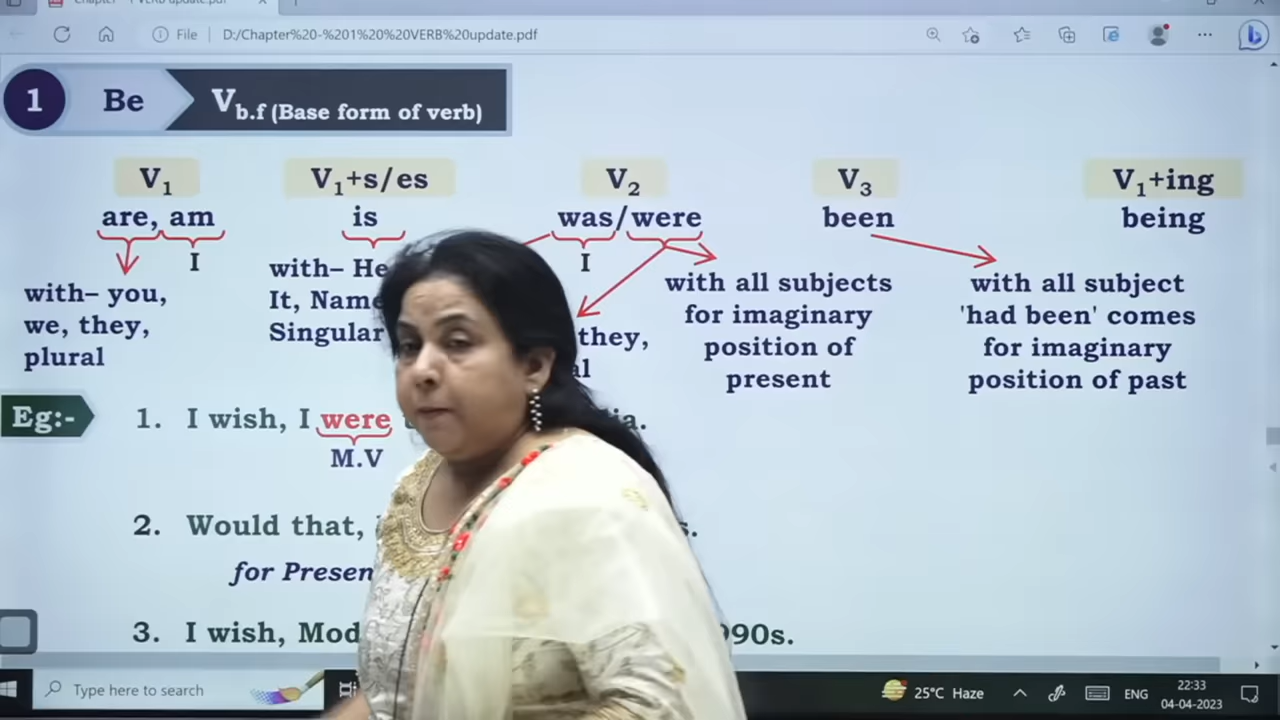 File
D:/Chapter%20-%201%20%20VERB%20update.pdf
1 Be V b.f (Base form of verb)
V1 V1+s/es V2 V3 V1+ing
are, am is was/were been being
I I
with– you,
we, they,
plural
with– He
It, Name
Singular
they,
with all subjects
for imaginary
position of
present
with all subject
'had been' comes
for imaginary
position of past
Eg:-
1. I wish, I were
M.V
2. Would that,
for Presen
3. I wish, Mod 90s.
Type here to search
25°C Haze
ENG
22:33
04-04-2023